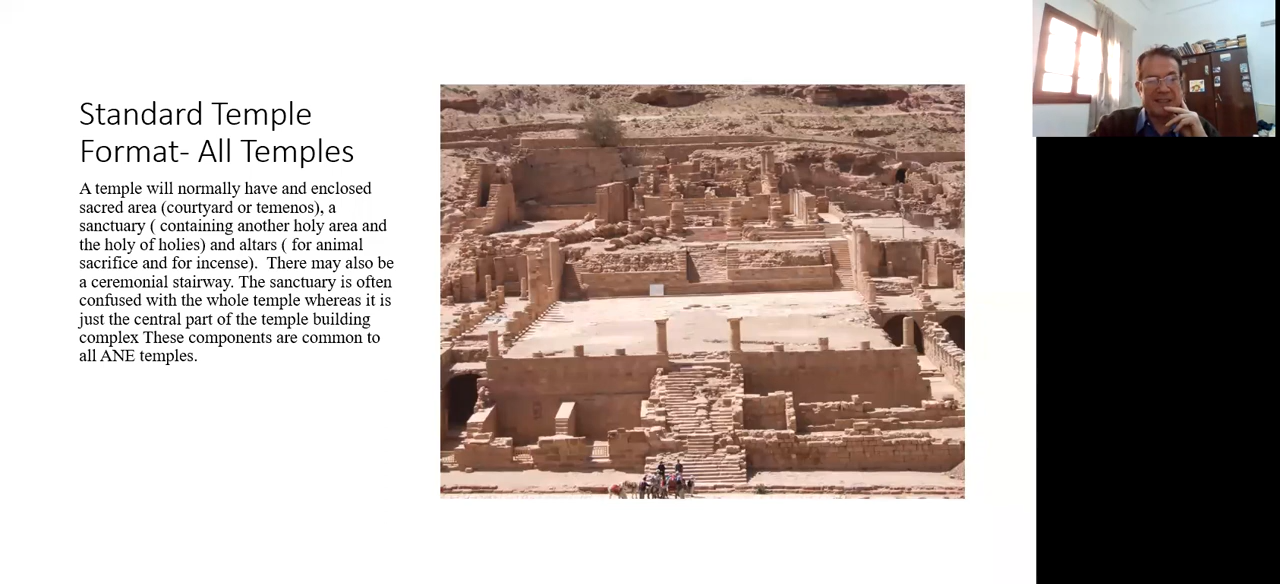 Standard Temple
Format- All Temples
A temple will normally have and enclosed
sacred area (courtyard or temenos), a
sanctuary ( containing another holy area and
the holy of holies) and altars ( for animal
sacrifice and for incense).  There may also be
a ceremonial stairway. The sanctuary is often
confused with the whole temple whereas it is
just the central part of the temple building
complex These components are common to
all ANE temples.